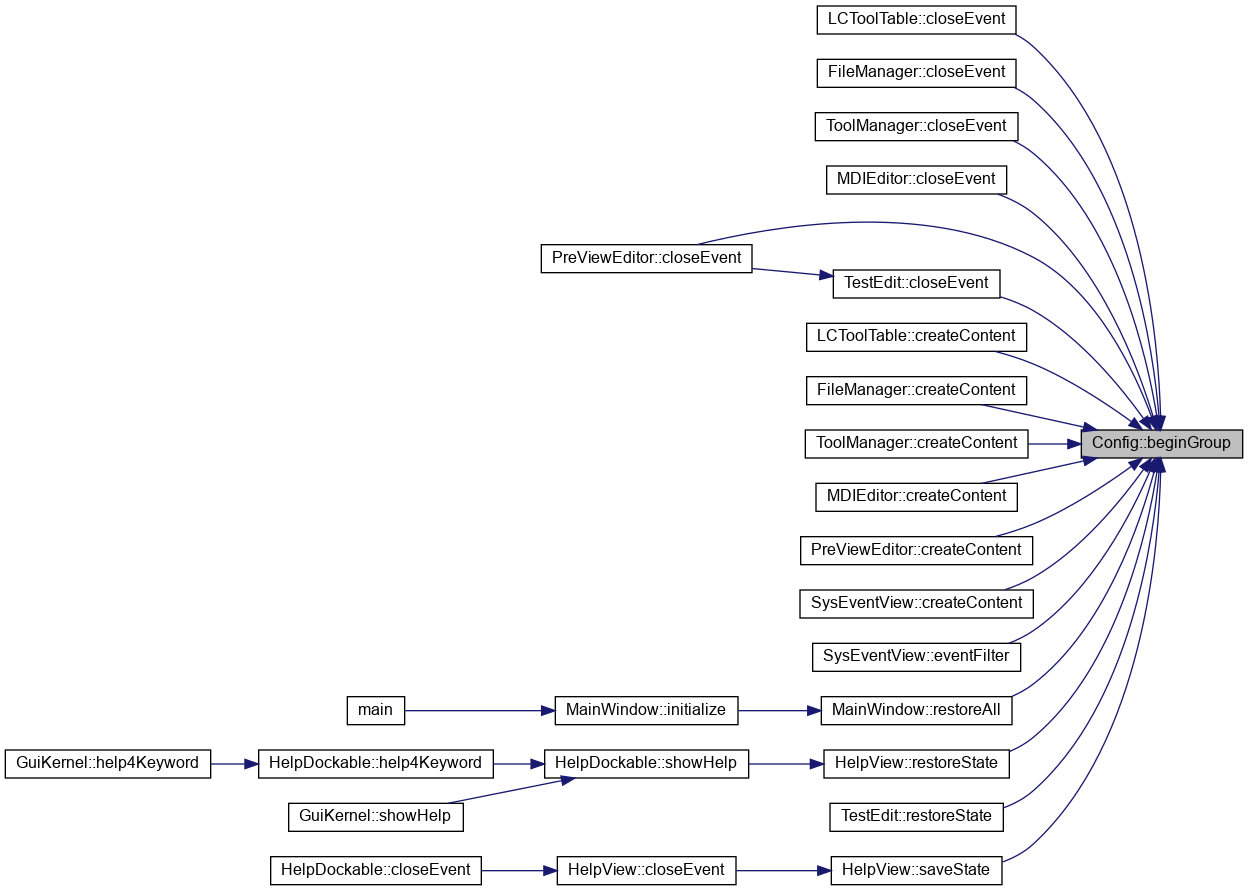 LCToolTable::closeEvent
FileManager::closeEvent
ToolManager::closeEvent
MDIEditor::closeEvent
PreViewEditor::closeEvent
TestEdit::closeEvent
LCToolTable::createContent
FileManager::createContent
ToolManager::createContent
Config::beginGroup
MDIEditor::createContent
PreViewEditor::createContent
SysEventView::createContent
SysEventView::eventFilter
main
MainWindow::initialize
MainWindow::restoreAll
GuiKernel::help4Keyword
HelpDockable::help4Keyword
HelpDockable::showHelp
HelpView::restoreState
GuiKernel::showHelp
TestEdit::restoreState
HelpDockable::closeEvent
HelpView::closeEvent
HelpView::saveState